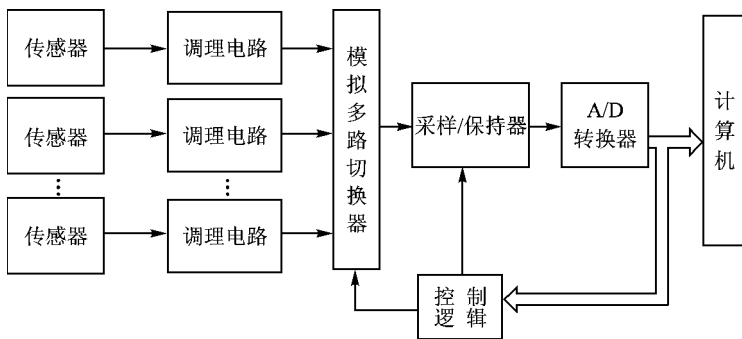 传感器
调理电路
传感器
调理电路
传感器
调理电路
模拟多路切换器
采样/保持器
A/D
转换器
计算机
控制
逻辑